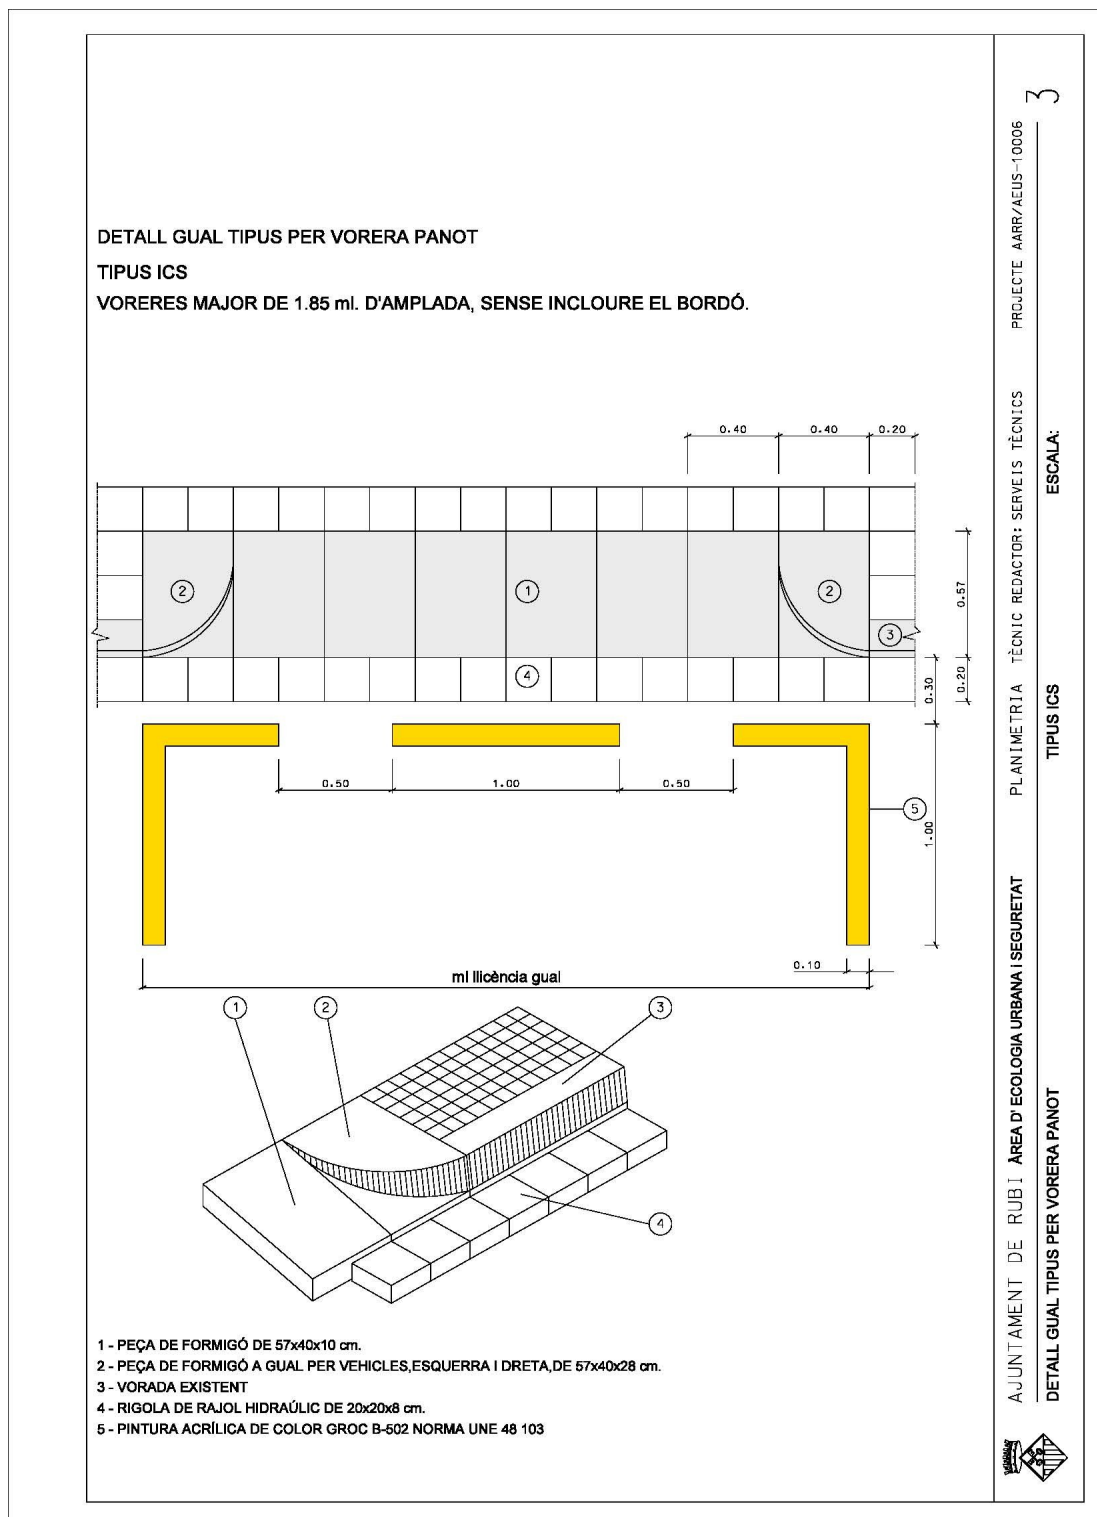 DETALL GUAL TIPUS PER VORERA PANOT
TIPUS ICS
VORERES MAJOR DE 1.85 ml. D'AMPLADA, SENSE INCLOURE EL BORDÓ.
0.40
0.40
0.20
2
1
2
3
4
0.57
0.20
0.30
0.50
1.00
0.50
5
1.00
0.10
ml llicència gual
1
2
3
4
1 - PEÇA DE FORMIGÓ DE 57x40x10 cm.
2 - PEÇA DE FORMIGÓ A GUAL PER VEHICLES,ESQUERRA I DRETA,DE 57x40x28 cm.
3 - VORADA EXISTENT
4 - RIGOLA DE RAJOL HIDRAÚLIC DE 20x20x8 cm.
5 - PINTURA ACRÍLICA DE COLOR GROC B-502 NORMA UNE 48 103
AJUNTAMENT DE RUBI ÀREA D' ECOLOGIA URBANA i SEGURETAT PLANIMETRIA TÈCNIC REDACTOR: SERVEIS TÈCNICS PROJECTE AARR/AEUS-10006
DETALL GUAL TIPUS PER VORERA PANOT TIPUS ICS ESCALA: 3